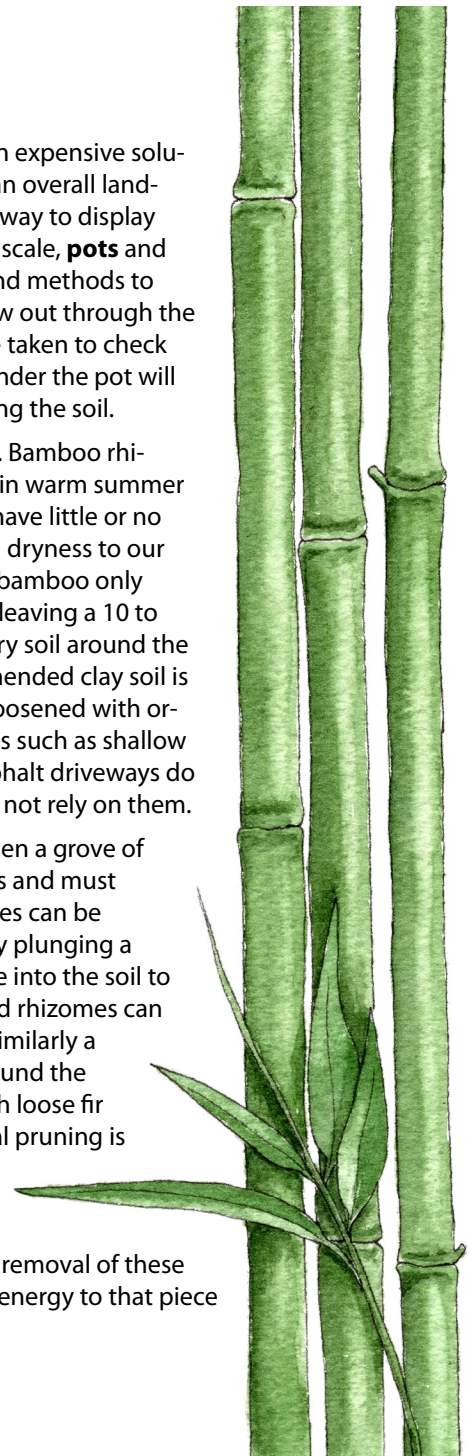 n expensive solu-
an overall land-
way to display
scale, pots and
nd methods to
w out through the
e taken to check
nder the pot will
ng the soil.
. Bamboo rhi-
in warm summer
have little or no
dryness to our
bamboo only
leaving a 10 to
ry soil around the
mended clay soil is
oosened with or-
s such as shallow
phalt driveways do
not rely on them.
en a grove of
s and must
es can be
y plunging a
e into the soil to
d rhizomes can
imilarly a
ound the
h loose fir
al pruning is
removal of these
energy to that piece